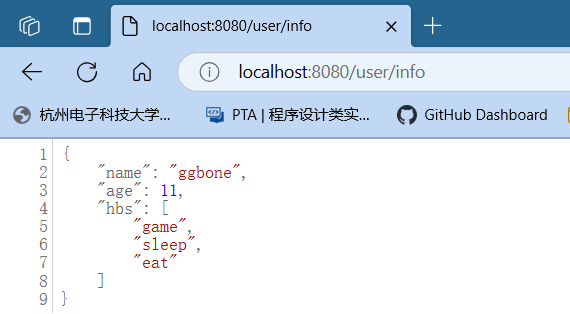 localhost:8080/user/info
localhost:8080/user/info
杭州电子科技大学... PTA | 程序设计类实... GitHub Dashboard
1 {
2     "name": "ggbone",
3     "age": 11,
4     "hbs": [
5         "game",
6         "sleep",
7         "eat"
8     ]
9 }